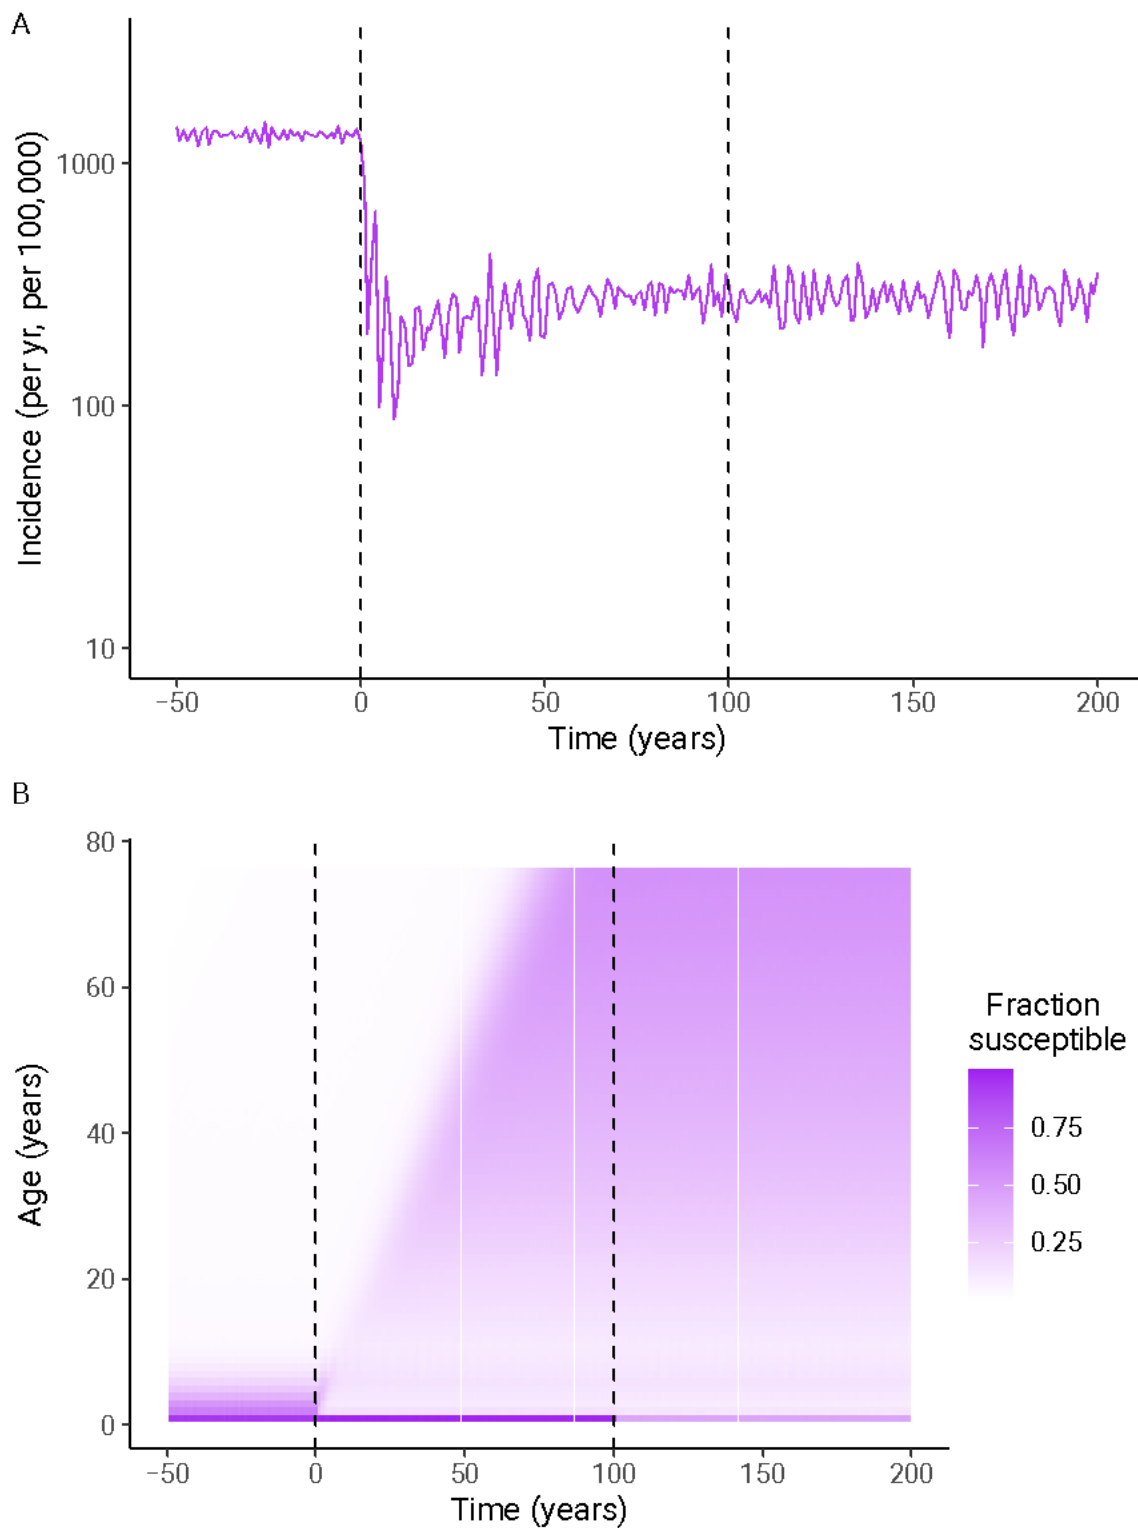 A
Incidence (per yr, per 100,000)
1000
100
10
−50 0 50 100 150 200
Time (years)
B
Age (years)
80
60
40
20
0
−50 0 50 100 150 200
Time (years)
Fraction
susceptible
0.75
0.50
0.25